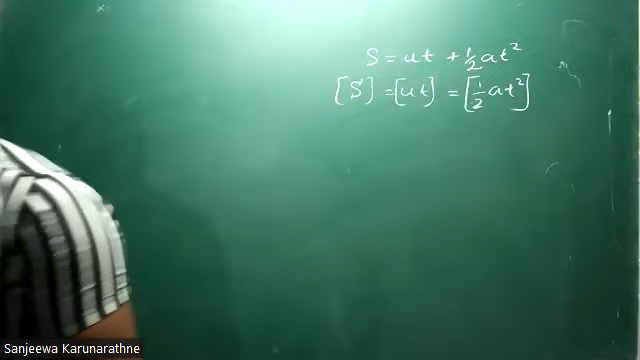 S = ut + ½at²
[S] = [ut] = [½at²]
Sanjeewa Karunarathne